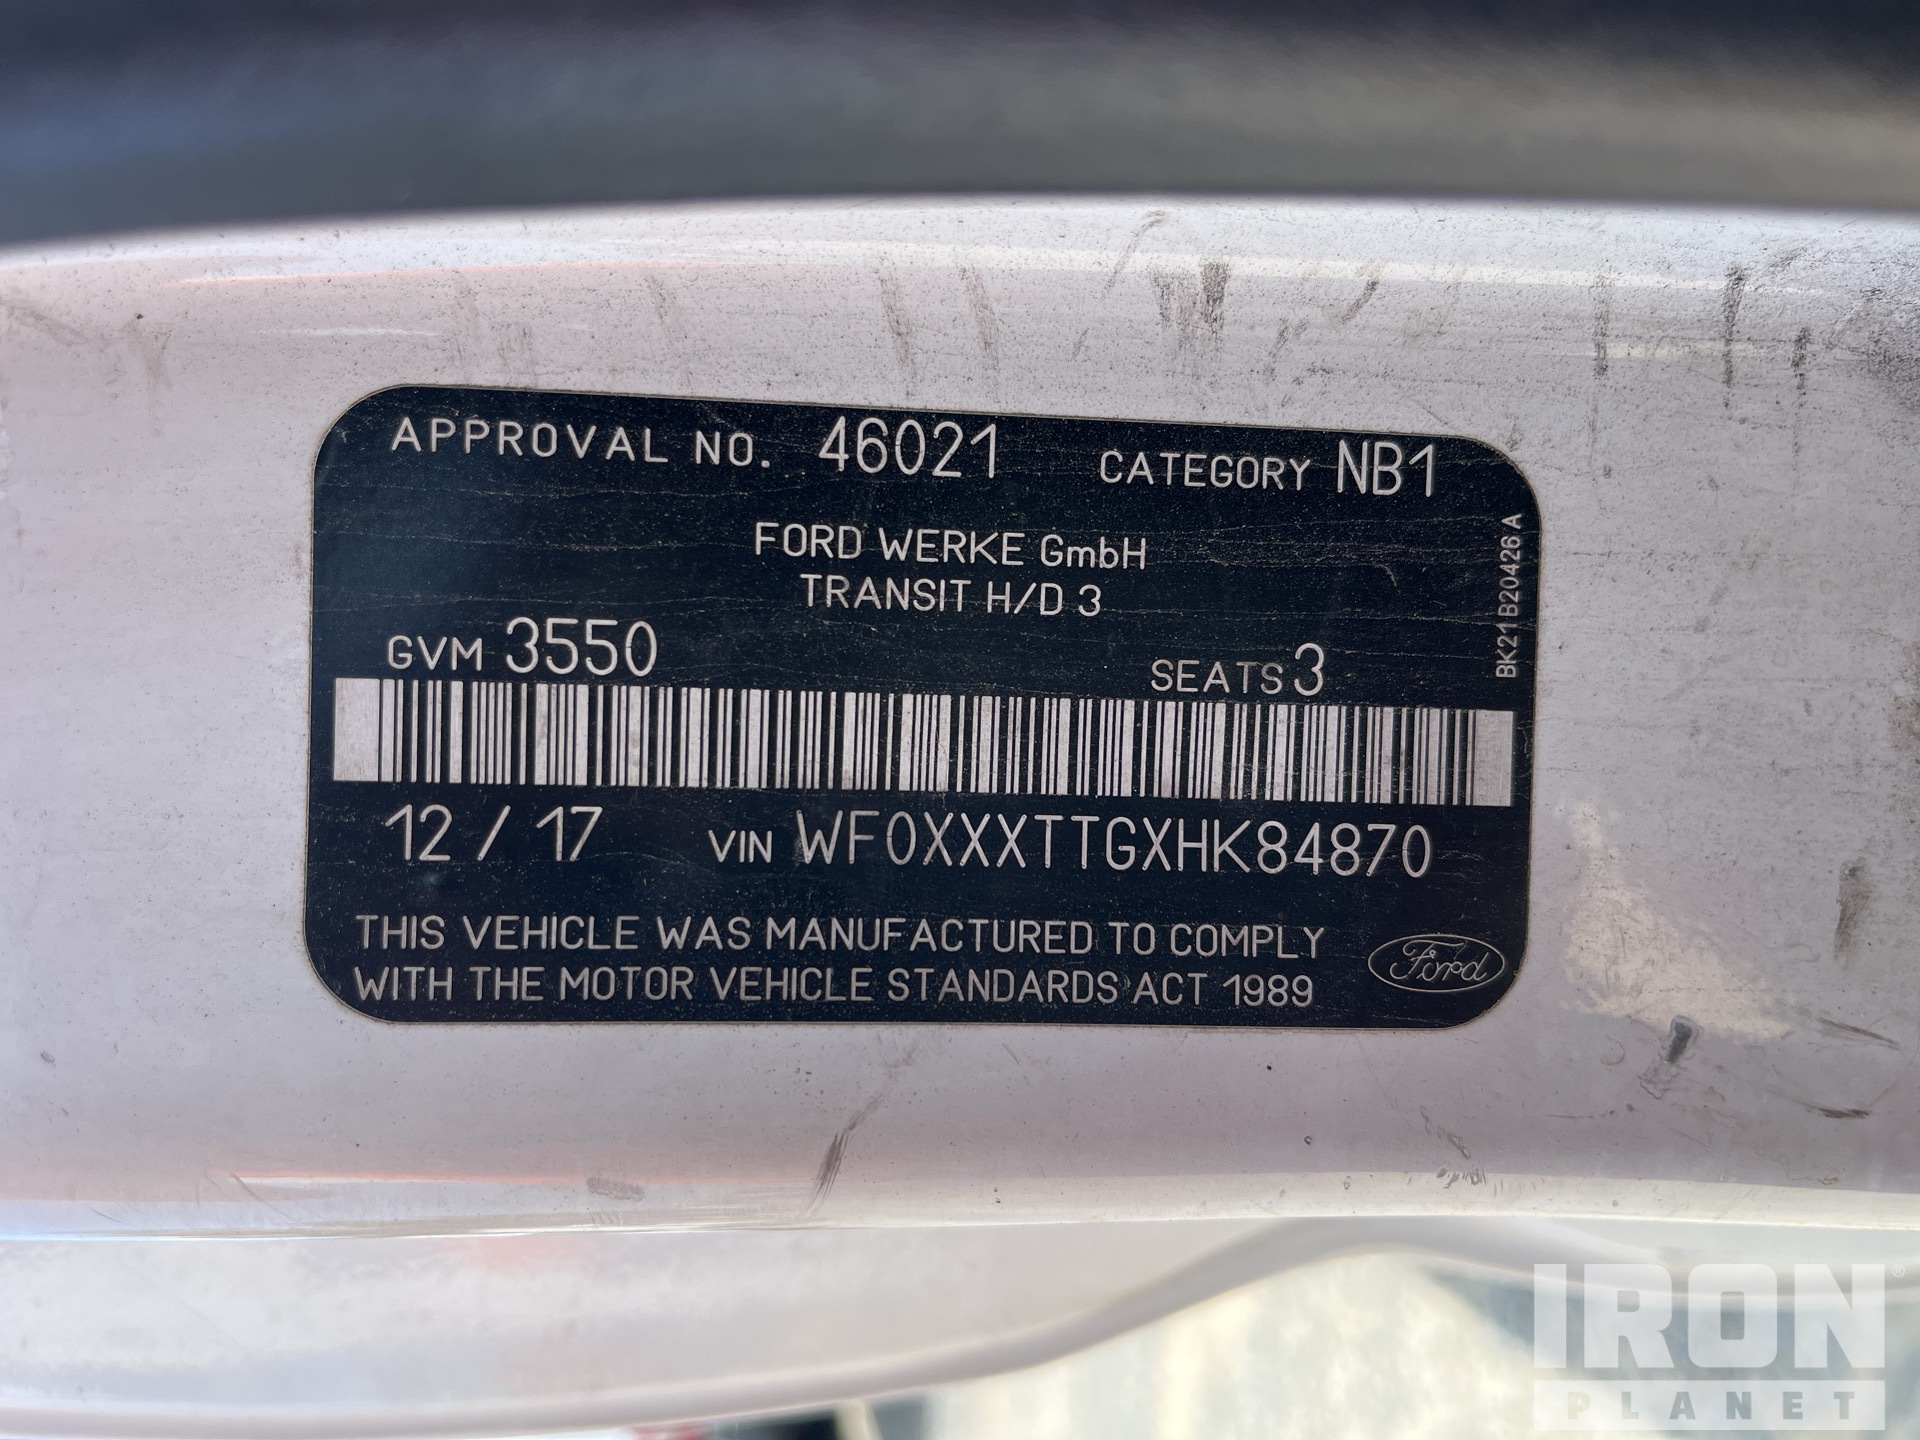 APPROVAL NO. 46021 CATEGORY NB1
FORD WERKE GmbH
TRANSIT H/D 3
GVM 3550 SEATS 3
BK21B20426A
12 / 17 VIN WF0XXXTTGXHK84870
THIS VEHICLE WAS MANUFACTURED TO COMPLY
WITH THE MOTOR VEHICLE STANDARDS ACT 1989
Ford
IRON®
PLANET